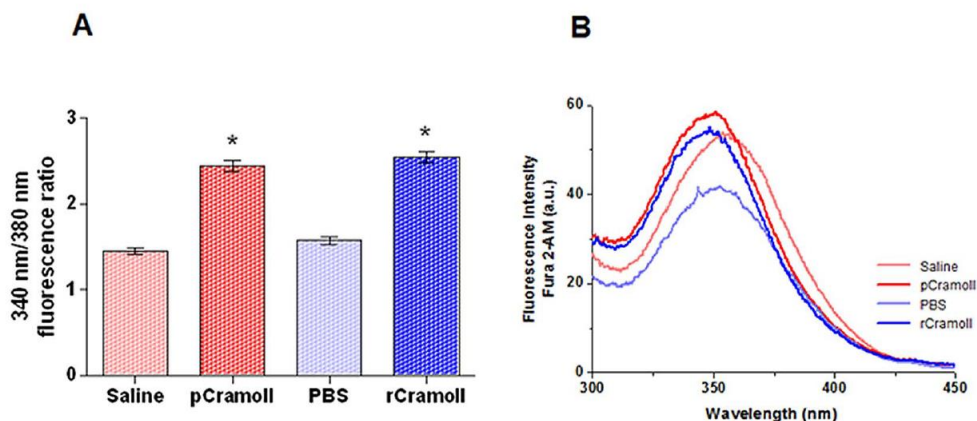 A
340 nm/380 nm
fluorescence ratio
3
2
1
0
*
*
Saline pCramoll PBS rCramoll
B
Fluorescence Intensity
Fura 2-AM (a.u.)
60
40
20
0
Saline
pCramoll
PBS
rCramoll
300 350 400 450
Wavelength (nm)